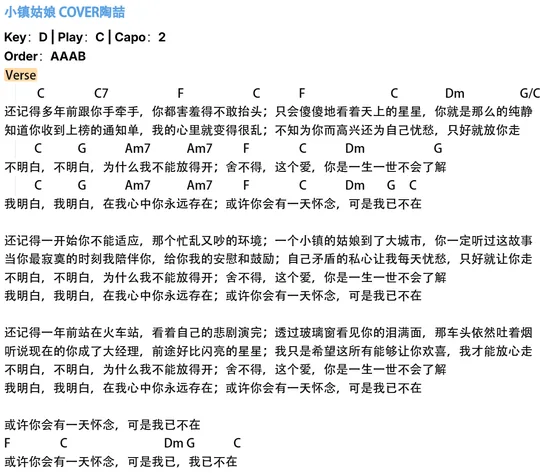 小镇姑娘 COVER陶喆
Key：D | Play：C | Capo：2
Order：AAAB
Verse
C C7 F C F C Dm G/C
还记得多年前跟你手牵手，你都害羞得不敢抬头；只会傻傻地看着天上的星星，你就是那么的纯静
知道你收到上榜的通知单，我的心里就变得很乱；不知为你而高兴还为自己忧愁，只好就放你走
C G Am7 Am7 F C Dm G
不明白，不明白，为什么我不能放得开；舍不得，这个爱，你是一生一世不会了解
C G Am7 Am7 F C Dm G C
我明白，我明白，在我心中你永远存在；或许你会有一天怀念，可是我已不在
还记得一开始你不能适应，那个忙乱又吵的环境；一个小镇的姑娘到了大城市，你一定听过这故事
当你最寂寞的时刻我陪伴你，给你我的安慰和鼓励；自己矛盾的私心让我每天忧愁，只好就让你走
不明白，不明白，为什么我不能放得开；舍不得，这个爱，你是一生一世不会了解
我明白，我明白，在我心中你永远存在；或许你会有一天怀念，可是我已不在
还记得一年前站在火车站，看着自己的悲剧演完；透过玻璃窗看见你的泪满面，那车头依然吐着烟
听说现在的你成了大经理，前途好比闪亮的星星；我只是希望这所有能够让你欢喜，我才能放心走
不明白，不明白，为什么我不能放得开；舍不得，这个爱，你是一生一世不会了解
我明白，我明白，在我心中你永远存在；或许你会有一天怀念，可是我已不在
或许你会有一天怀念，可是我已不在
F C Dm G C
或许你会有一天怀念，可是我已，我已不在